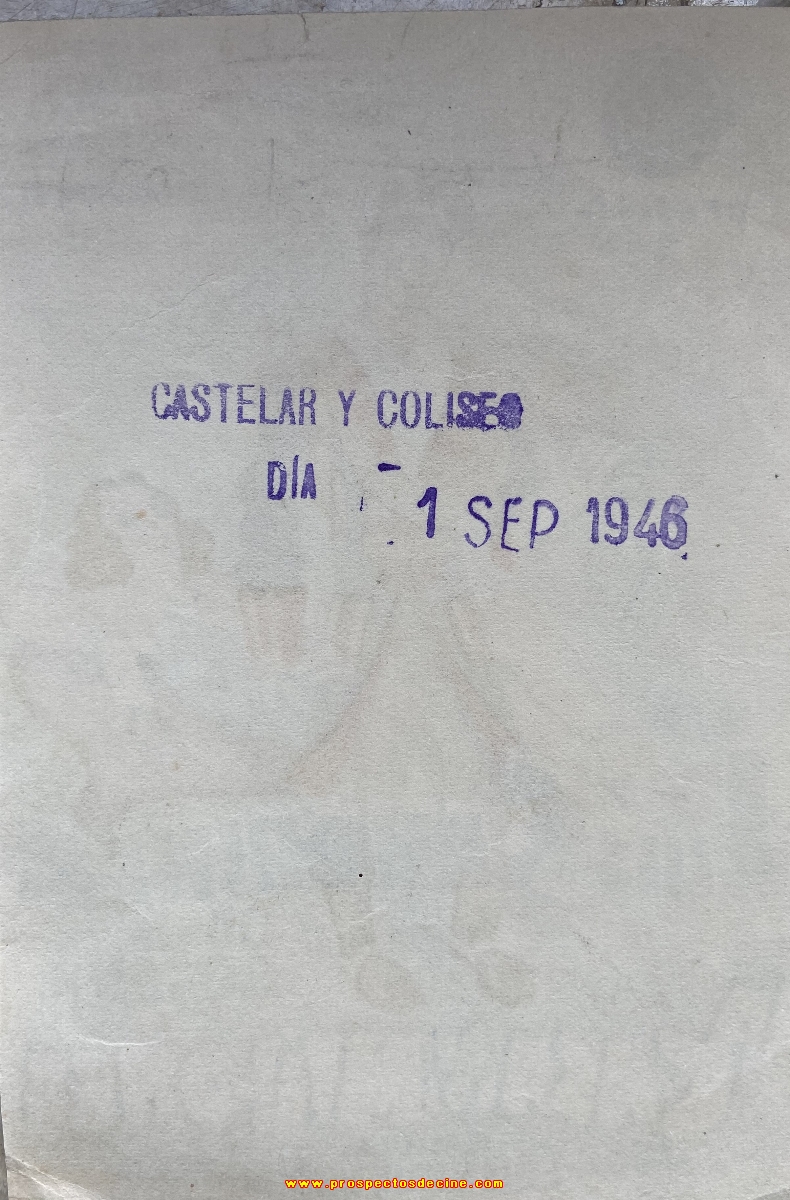 CASTELAR Y COLISEO
DÍA - 1 SEP 1946
www.prospectosdecine.com